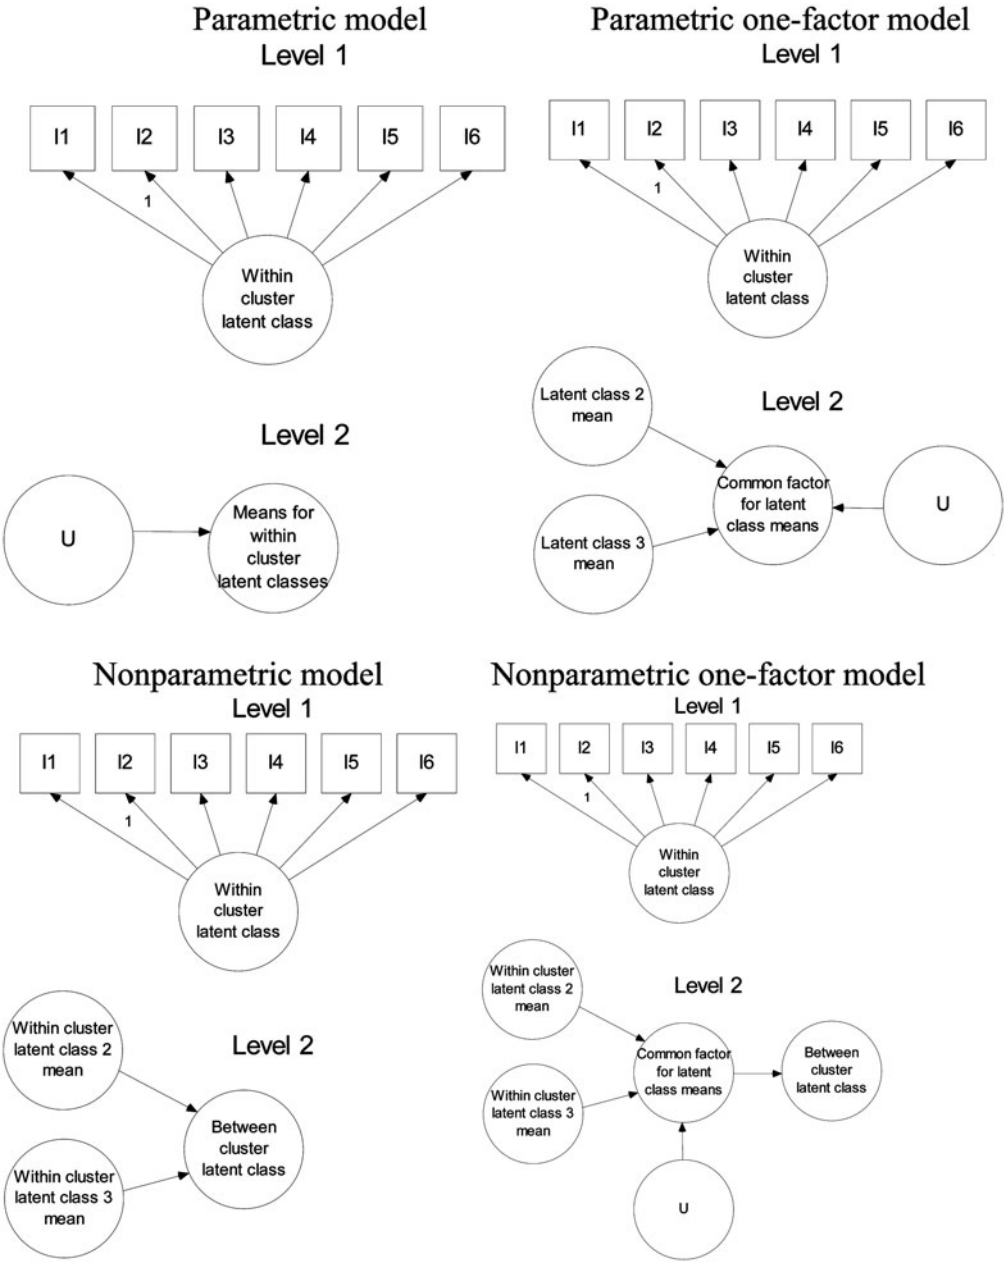 Parametric model
Level 1
I1 I2 I3 I4 I5 I6
1
Within
cluster
latent class
Level 2
U
Means for
within
cluster
latent classes
Parametric one-factor model
Level 1
I1 I2 I3 I4 I5 I6
1
Within
cluster
latent class
Latent class 2
mean
Level 2
Common factor
for latent
class means
U
Latent class 3
mean
Nonparametric model
Level 1
I1 I2 I3 I4 I5 I6
1
Within
cluster
latent class
Within cluster
latent class 2
mean
Level 2
Between
cluster
latent class
Within cluster
latent class 3
mean
Nonparametric one-factor model
Level 1
I1 I2 I3 I4 I5 I6
1
Within
cluster
latent class
Within cluster
latent class 2
mean
Level 2
Common factor
for latent
class means
Between
cluster
latent class
Within cluster
latent class 3
mean
U